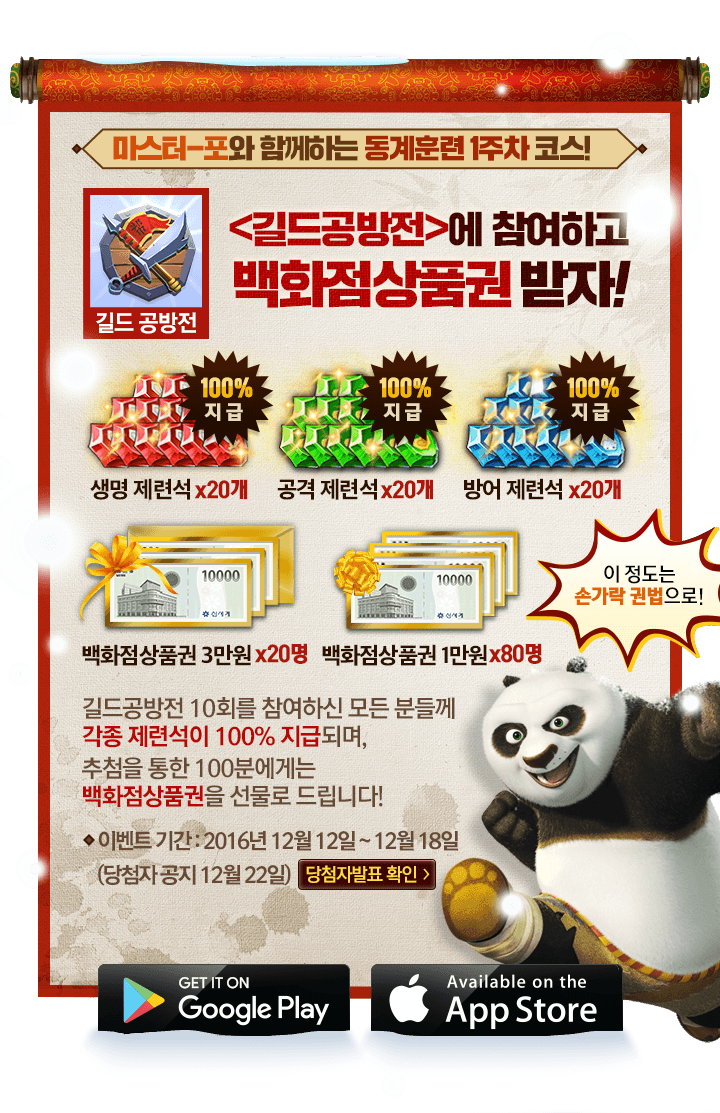 마스터-포와 함께하는 동계훈련 1주차 코스!
<길드공방전>에 참여하고
백화점상품권 받자!
길드 공방전
100%
지급
100%
지급
100%
지급
생명 제련석 x20개
공격 제련석 x20개
방어 제련석 x20개
10000
신세계
10000
신세계
이 정도는
손가락 권법으로!
백화점상품권 3만원 x20명
백화점상품권 1만원x80명
길드공방전 10회를 참여하신 모든 분들께
각종 제련석이 100% 지급되며,
추첨을 통한 100분에게는
백화점상품권을 선물로 드립니다!
이벤트 기간 : 2016년 12월 12일 ~ 12월 18일
(당첨자 공지 12월 22일) 당첨자발표 확인 >
GET IT ON
Google Play
Available on the
App Store